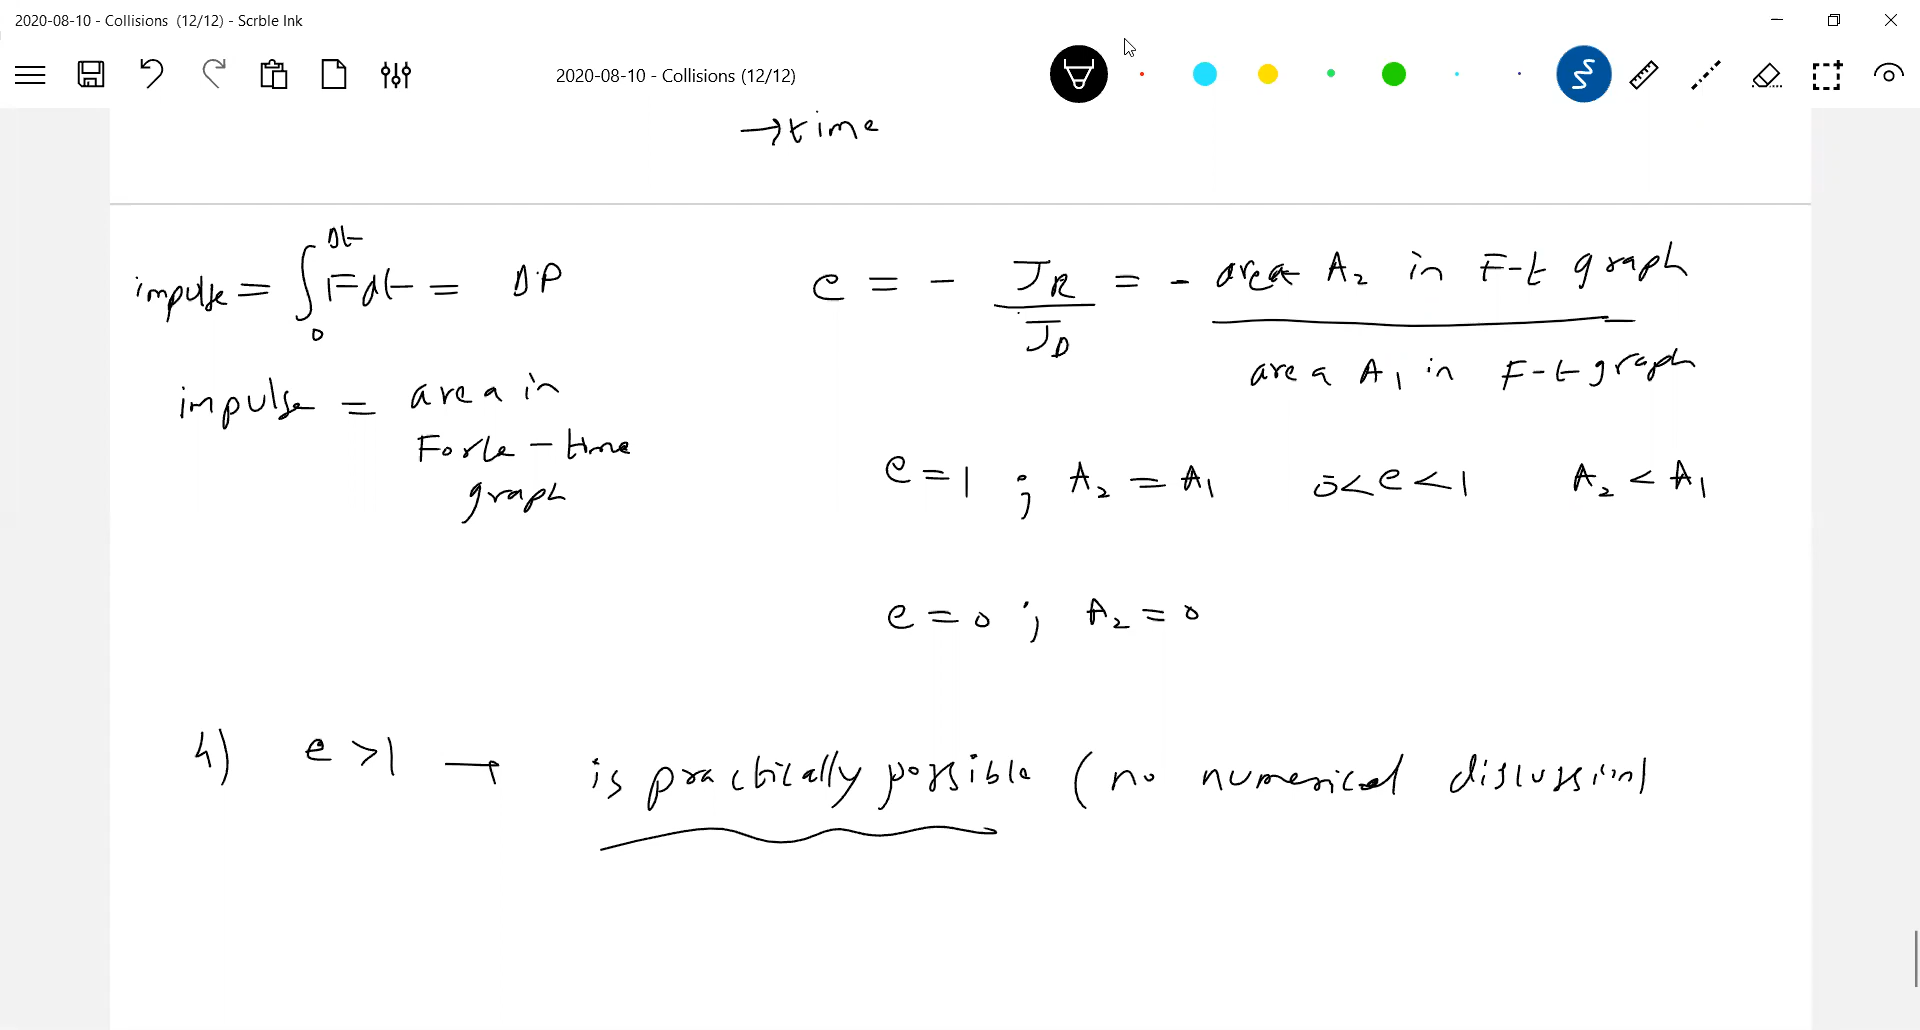 2020-08-10 - Collisions (12/12) - Scrble Ink
2020-08-10 - Collisions (12/12)
→time
impulse = ∫₀^Δt F dt = ΔP
impulse = area in
Force - time
graph
e = - J_R / J_D = - area A₂ in F-t graph / area A₁ in F-t graph
e = 1 ; A₂ = A₁ 0 < e < 1 A₂ < A₁
e = 0 ; A₂ = 0
4) e > 1 → is practically possible (no numerical discussion)